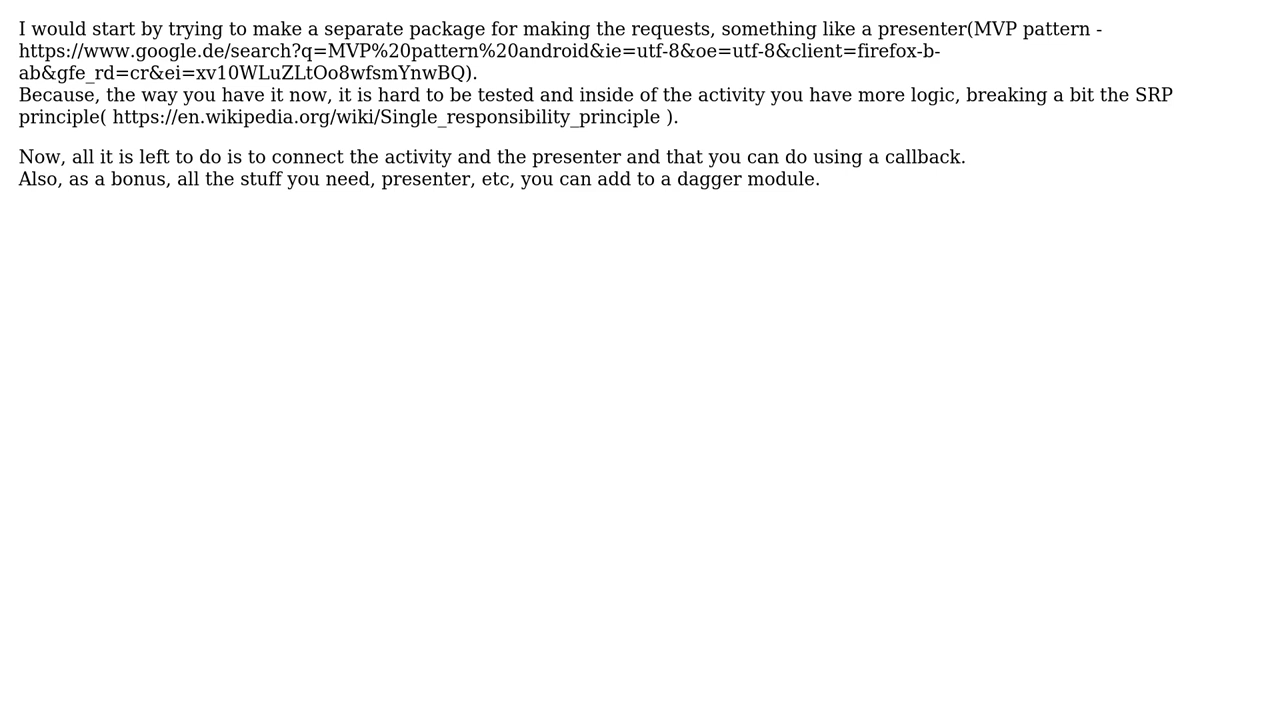 I would start by trying to make a separate package for making the requests, something like a presenter(MVP pattern -
https://www.google.de/search?q=MVP%20pattern%20android&ie=utf-8&oe=utf-8&client=firefox-b-
ab&gfe_rd=cr&ei=xv10WLuZLtOo8wfsmYnwBQ).
Because, the way you have it now, it is hard to be tested and inside of the activity you have more logic, breaking a bit the SRP
principle( https://en.wikipedia.org/wiki/Single_responsibility_principle ).
Now, all it is left to do is to connect the activity and the presenter and that you can do using a callback.
Also, as a bonus, all the stuff you need, presenter, etc, you can add to a dagger module.